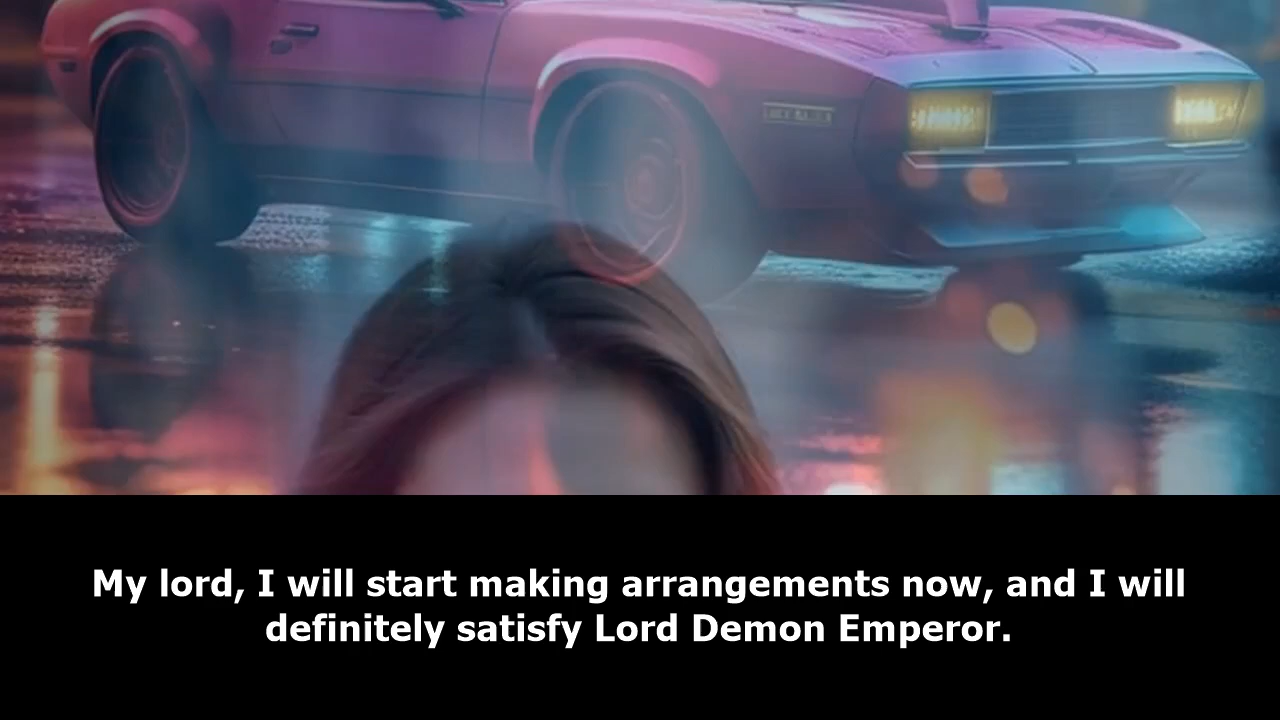 My lord, I will start making arrangements now, and I will
definitely satisfy Lord Demon Emperor.